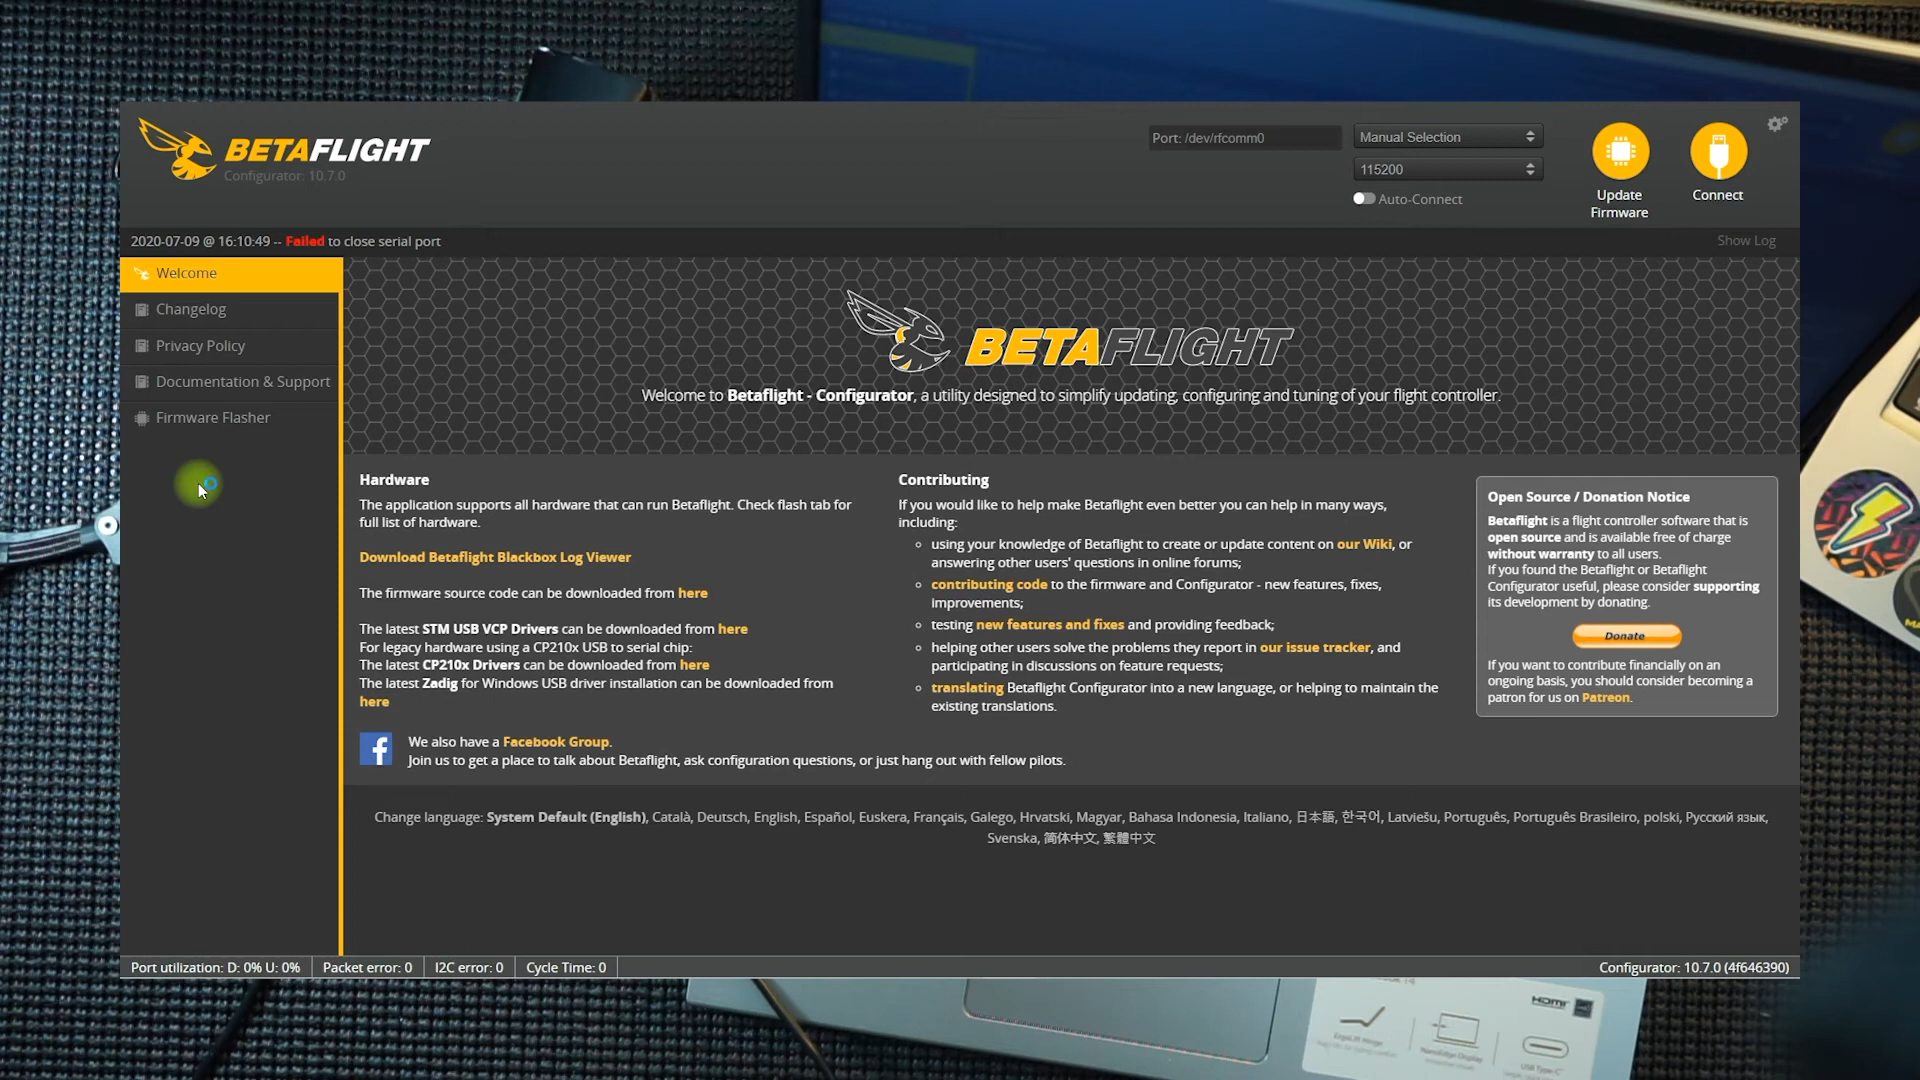 BETAFLIGHT
Configurator: 10.7.0
Port: /dev/rfcomm0
Manual Selection
115200
Auto-Connect
Update
Firmware
Connect
2020-07-09 @ 16:10:49 -- Failed to close serial port
Show Log
Welcome
Changelog
Privacy Policy
Documentation & Support
Firmware Flasher
BETAFLIGHT
Welcome to Betaflight - Configurator, a utility designed to simplify updating, configuring and tuning of your flight controller.
Hardware
The application supports all hardware that can run Betaflight. Check flash tab for
full list of hardware.
Download Betaflight Blackbox Log Viewer
The firmware source code can be downloaded from here
The latest STM USB VCP Drivers can be downloaded from here
For legacy hardware using a CP210x USB to serial chip:
The latest CP210x Drivers can be downloaded from here
The latest Zadig for Windows USB driver installation can be downloaded from
here
We also have a Facebook Group.
Join us to get a place to talk about Betaflight, ask configuration questions, or just hang out with fellow pilots.
Contributing
If you would like to help make Betaflight even better you can help in many ways,
including:
using your knowledge of Betaflight to create or update content on our Wiki, or
answering other users' questions in online forums;
contributing code to the firmware and Configurator - new features, fixes,
improvements;
testing new features and fixes and providing feedback;
helping other users solve the problems they report in our issue tracker, and
participating in discussions on feature requests;
translating Betaflight Configurator into a new language, or helping to maintain the
existing translations.
Open Source / Donation Notice
Betaflight is a flight controller software that is
open source and is available free of charge
without warranty to all users.
If you found the Betaflight or Betaflight
Configurator useful, please consider supporting
its development by donating.
Donate
If you want to contribute financially on an
ongoing basis, you should consider becoming a
patron for us on Patreon.
Change language: System Default (English), Català, Deutsch, English, Español, Euskera, Français, Galego, Hrvatski, Magyar, Bahasa Indonesia, Italiano, 日本語, 한국어, Latviešu, Português, Português Brasileiro, polski, Русский язык,
Svenska, 简体中文, 繁體中文
Port utilization: D: 0% U: 0%
Packet error: 0
I2C error: 0
Cycle Time: 0
Configurator: 10.7.0 (4f646390)
HDMI